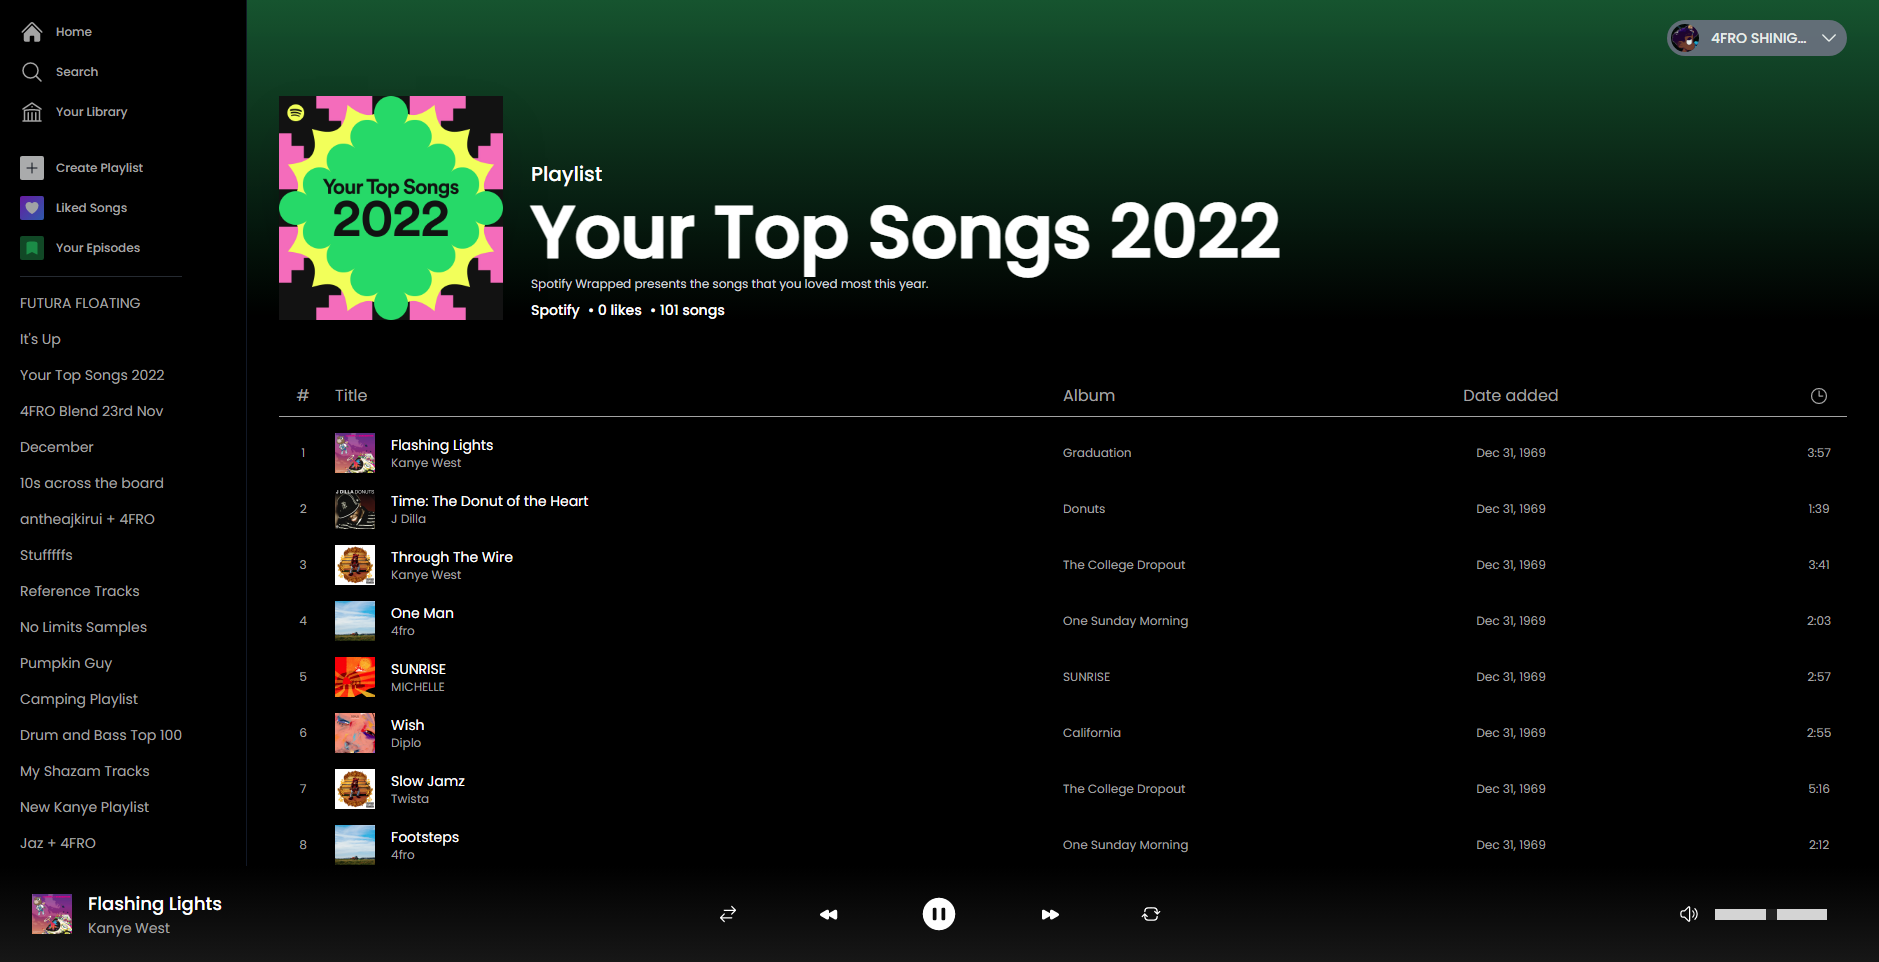 Home
Search
Your Library
Create Playlist
Liked Songs
Your Episodes
FUTURA FLOATING
It's Up
Your Top Songs 2022
4FRO Blend 23rd Nov
December
10s across the board
antheajkirui + 4FRO
Stufffffs
Reference Tracks
No Limits Samples
Pumpkin Guy
Camping Playlist
Drum and Bass Top 100
My Shazam Tracks
New Kanye Playlist
Jaz + 4FRO
4FRO SHINIG...
Your Top Songs
2022
Playlist
Your Top Songs 2022
Spotify Wrapped presents the songs that you loved most this year.
Spotify • 0 likes • 101 songs
# Title Album Date added
1 Flashing Lights Graduation Dec 31, 1969 3:57
Kanye West
J DILLA DONUTS
2 Time: The Donut of the Heart Donuts Dec 31, 1969 1:39
J Dilla
3 Through The Wire The College Dropout Dec 31, 1969 3:41
Kanye West
4 One Man One Sunday Morning Dec 31, 1969 2:03
4fro
5 SUNRISE SUNRISE Dec 31, 1969 2:57
MICHELLE
6 Wish California Dec 31, 1969 2:55
Diplo
7 Slow Jamz The College Dropout Dec 31, 1969 5:16
Twista
8 Footsteps One Sunday Morning Dec 31, 1969 2:12
4fro
Flashing Lights
Kanye West